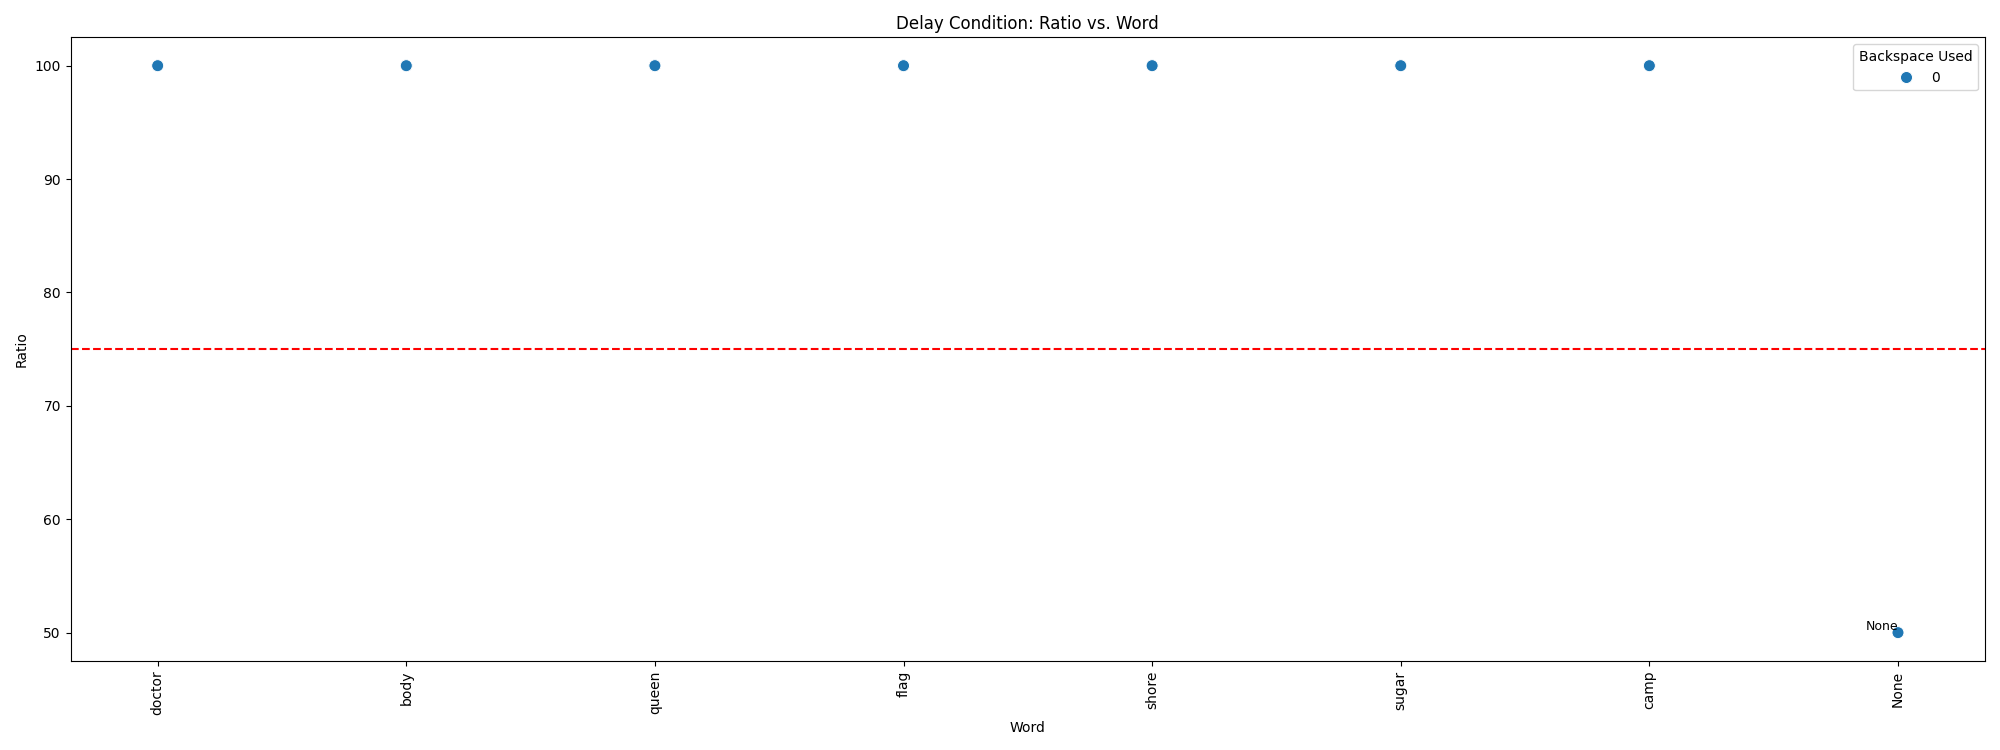 Delay Condition: Ratio vs. Word
Backspace Used
0
100
90
80
70
60
50
Ratio
None
doctor
body
queen
flag
shore
sugar
camp
None
Word